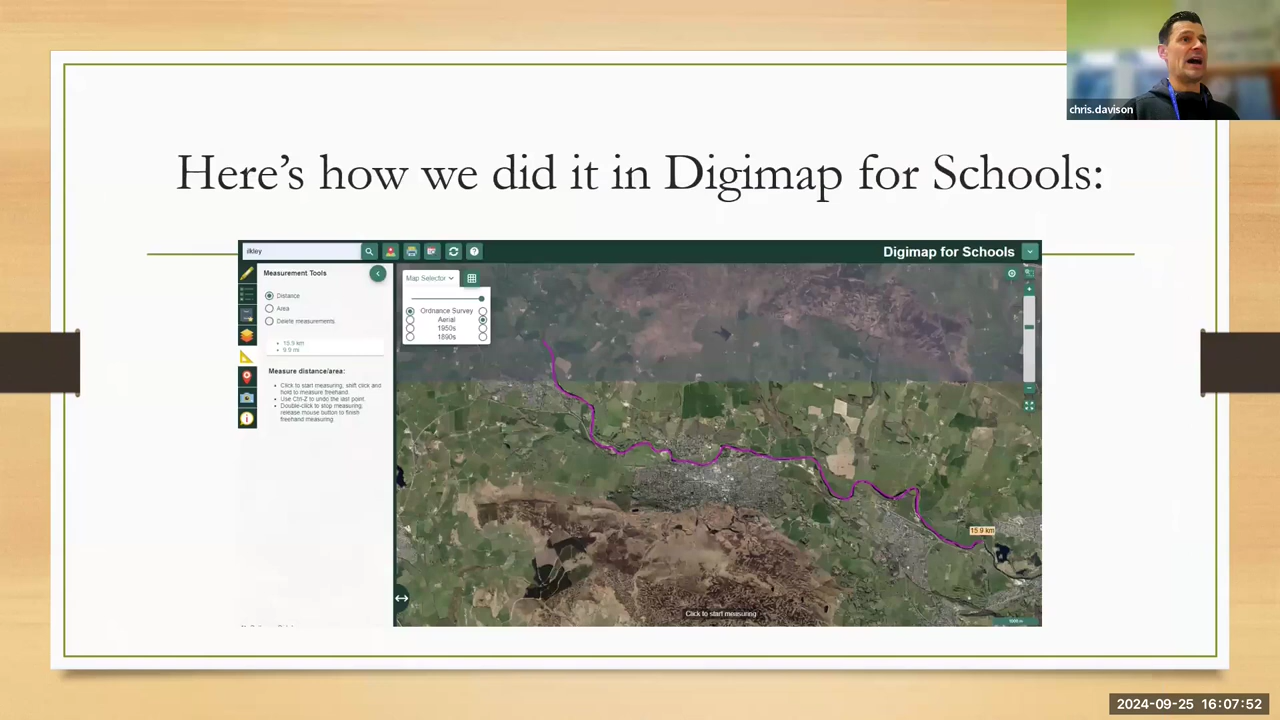 chris.davison
Here's how we did it in Digimap for Schools:
ilkley
Digimap for Schools
Measurement Tools
Distance
Area
Delete measurements
15.9 km
9.9 mi
Measure distance/area:
Click to start measuring, shift click and
hold to measure freehand.
Use Ctrl-Z to undo the last point.
Double-click to stop measuring,
release mouse button to finish
freehand measuring.
Map Selector
Ordnance Survey
Aerial
1950s
1890s
15.9 km
Click to start measuring
2024-09-25 16:07:52